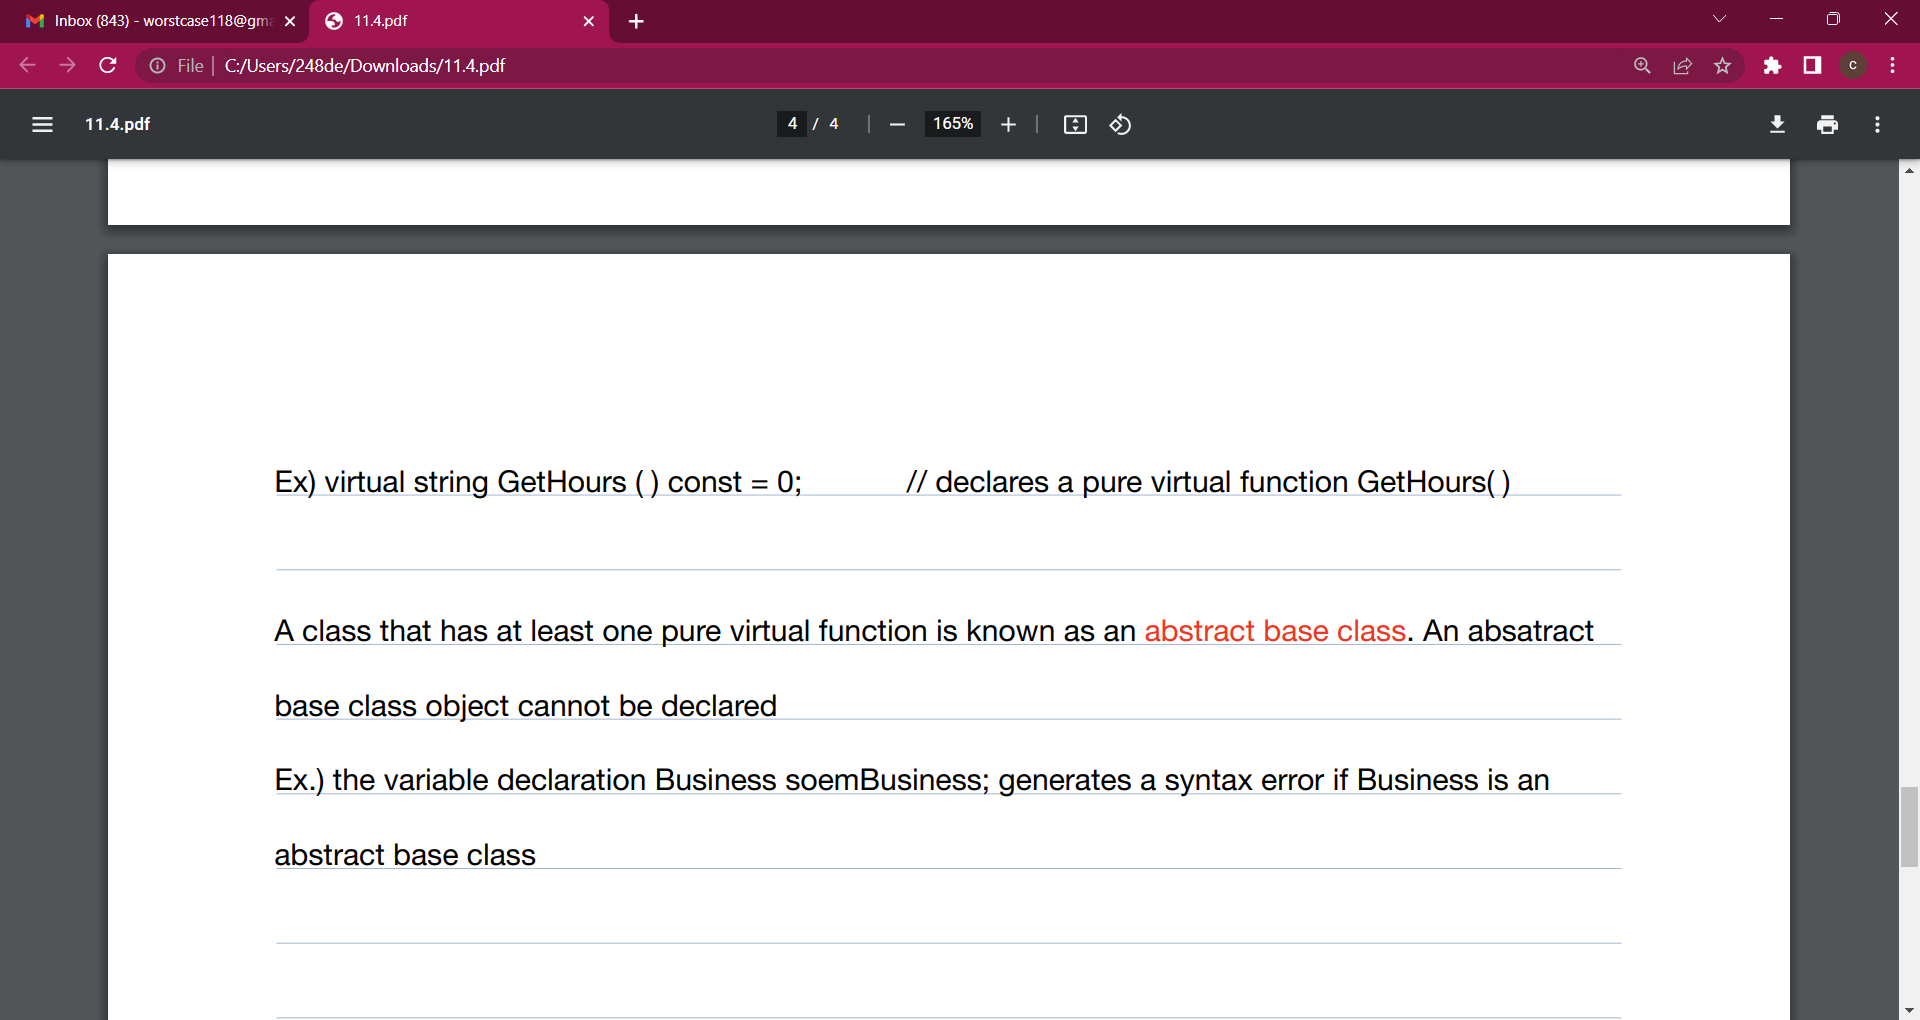 Inbox (843) - worstcase118@gma
11.4.pdf
File
C:/Users/248de/Downloads/11.4.pdf
C
11.4.pdf
4 / 4
165%
Ex) virtual string GetHours ( ) const = 0; // declares a pure virtual function GetHours( )
A class that has at least one pure virtual function is known as an abstract base class. An absatract
base class object cannot be declared
Ex.) the variable declaration Business soemBusiness; generates a syntax error if Business is an
abstract base class